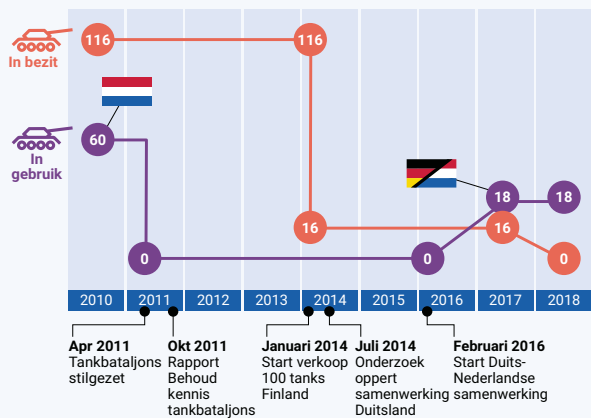 116
116
In bezit
60
In
gebruik
18
18
16
16
0
0
0
2010
2011
2012
2013
2014
2015
2016
2017
2018
Apr 2011
Tankbataljons
stilgezet
Okt 2011
Rapport
Behoud
kennis
tankbataljons
Januari 2014
Start verkoop
100 tanks
Finland
Juli 2014
Onderzoek
oppert
samenwerking
Duitsland
Februari 2016
Start Duits-
Nederlandse
samenwerking